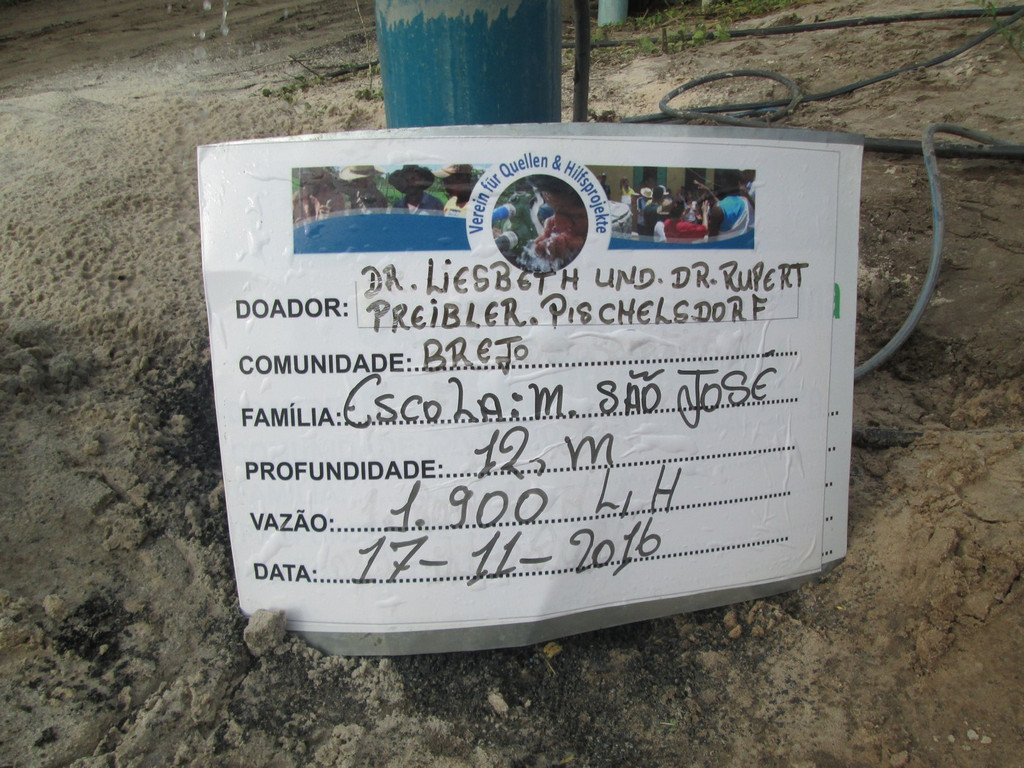 Verein für Quellen & Hilfsprojekte
DR. LIESBETH UND. DR. RUPERT
DOADOR: PREIBLER. PISCHELSDORF
COMUNIDADE: BREJO
FAMÍLIA: ESCOLA: M. SÃO JOSÉ
PROFUNDIDADE: 12, M
VAZÃO: 1.900 L, H
DATA: 17-11-2016